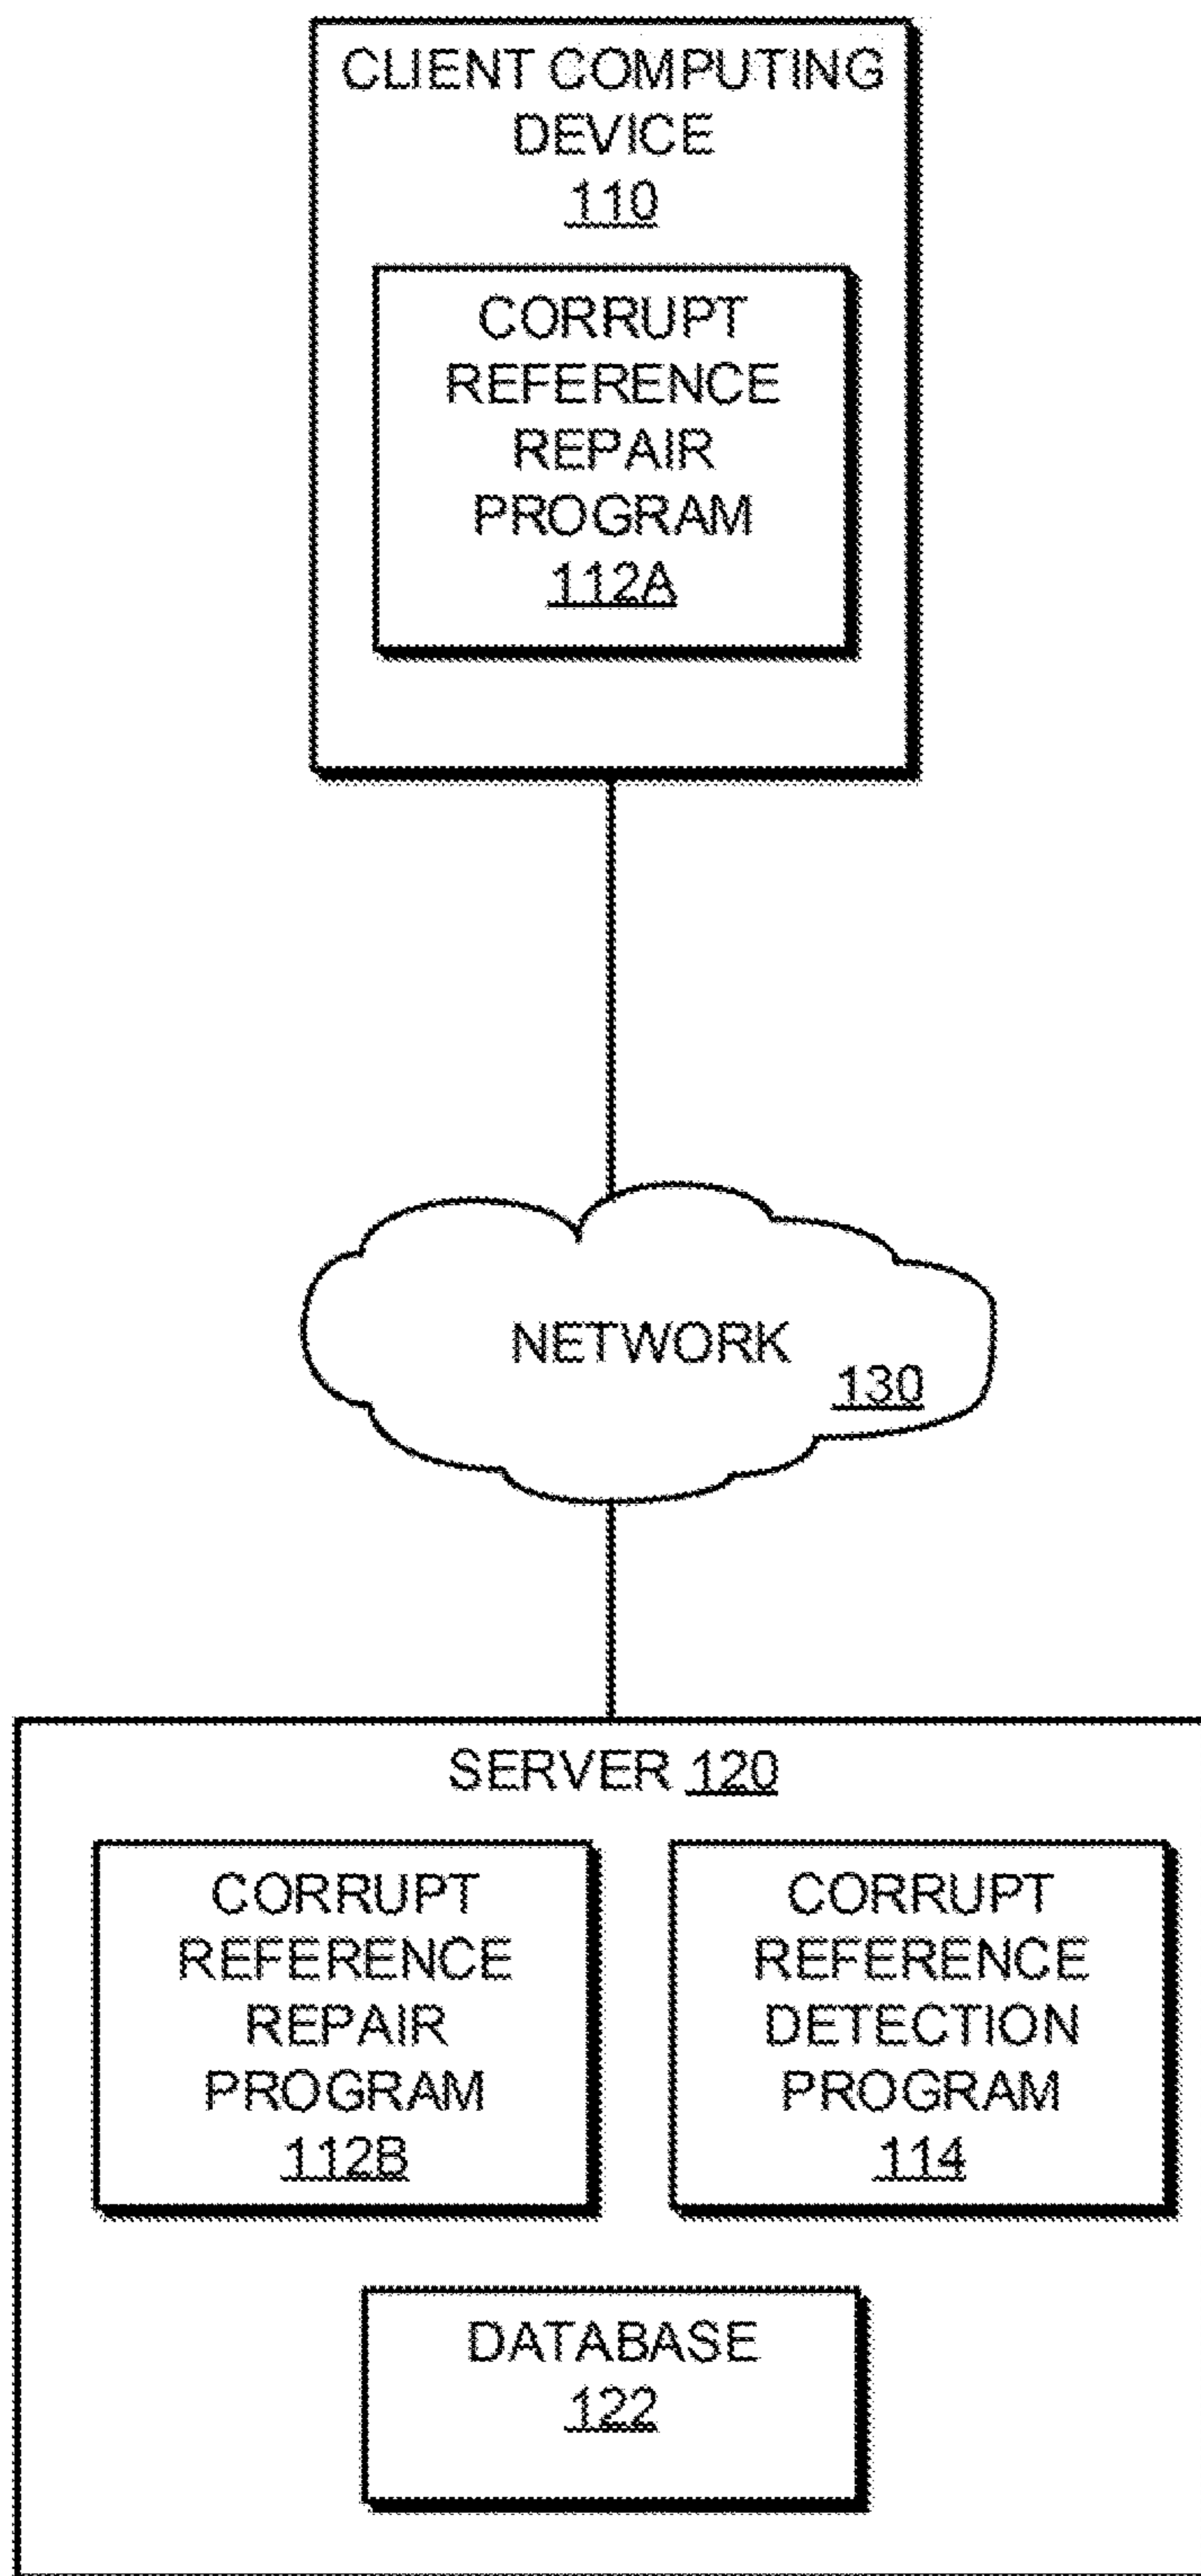 CLIENT COMPUTING
DEVICE
110
CORRUPT
REFERENCE
REPAIR
PROGRAM
112A
NETWORK
130
SERVER 120
CORRUPT
REFERENCE
REPAIR
PROGRAM
112B
CORRUPT
REFERENCE
DETECTION
PROGRAM
114
DATABASE
122